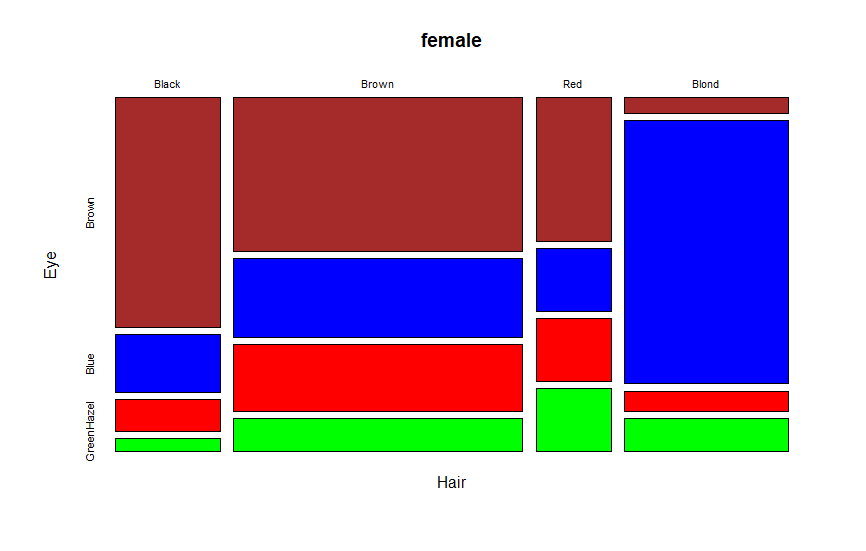 female
Black Brown Red Blond
Brown
Blue
Hazel
Green
Eye
Hair